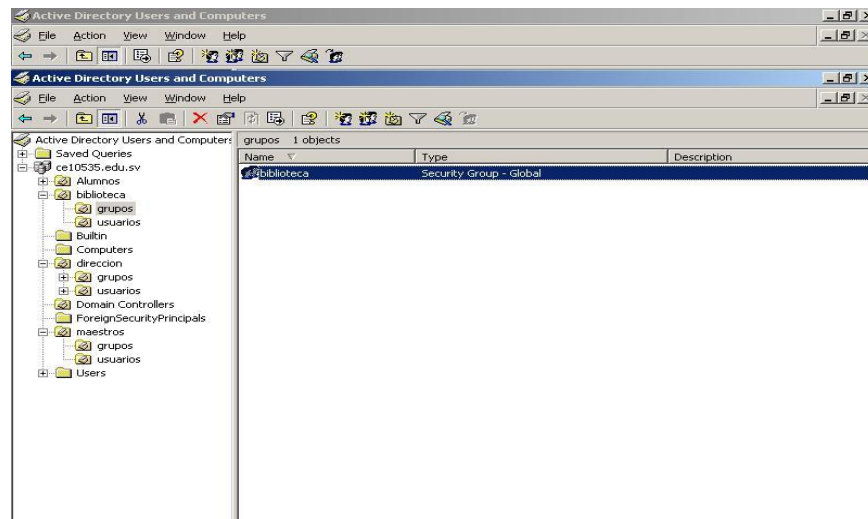 Active Directory Users and Computers
File Action View Window Help
Active Directory Users and Computers
File Action View Window Help
Active Directory Users and Computers
grupos 1 objects
Name Type Description
biblioteca Security Group - Global
Saved Queries
ce10535.edu.sv
Alumnos
biblioteca
grupos
usuarios
Builtin
Computers
direccion
grupos
usuarios
Domain Controllers
ForeignSecurityPrincipals
maestros
grupos
usuarios
Users